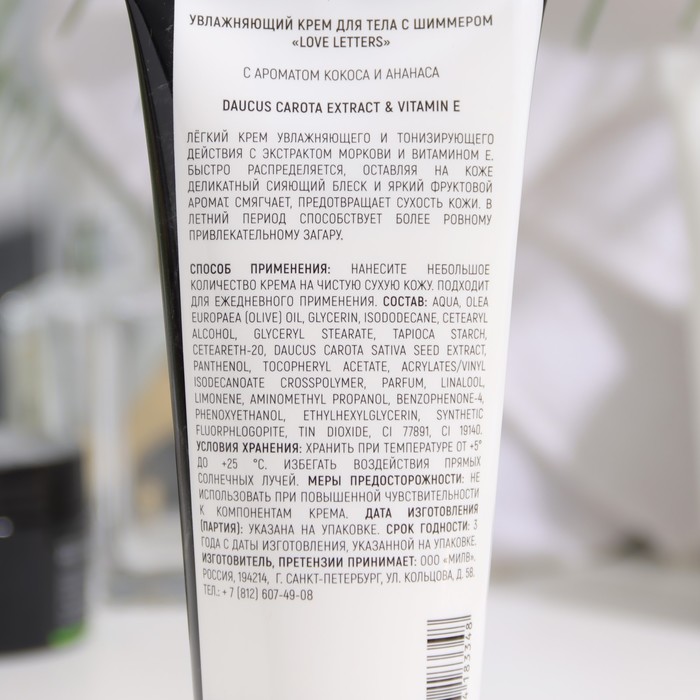 УВЛАЖНЯЮЩИЙ КРЕМ ДЛЯ ТЕЛА С ШИММЕРОМ
«LOVE LETTERS»
С АРОМАТОМ КОКОСА И АНАНАСА
DAUCUS CAROTA EXTRACT & VITAMIN E
ЛЁГКИЙ КРЕМ УВЛАЖНЯЮЩЕГО И ТОНИЗИРУЮЩЕГО
ДЕЙСТВИЯ С ЭКСТРАКТОМ МОРКОВИ И ВИТАМИНОМ Е.
БЫСТРО РАСПРЕДЕЛЯЕТСЯ, ОСТАВЛЯЯ НА КОЖЕ
ДЕЛИКАТНЫЙ СИЯЮЩИЙ БЛЕСК И ЯРКИЙ ФРУКТОВОЙ
АРОМАТ. СМЯГЧАЕТ, ПРЕДОТВРАЩАЕТ СУХОСТЬ КОЖИ. В
ЛЕТНИЙ ПЕРИОД СПОСОБСТВУЕТ БОЛЕЕ РОВНОМУ
ПРИВЛЕКАТЕЛЬНОМУ ЗАГАРУ.
СПОСОБ ПРИМЕНЕНИЯ: НАНЕСИТЕ НЕБОЛЬШОЕ
КОЛИЧЕСТВО КРЕМА НА ЧИСТУЮ СУХУЮ КОЖУ. ПОДХОДИТ
ДЛЯ ЕЖЕДНЕВНОГО ПРИМЕНЕНИЯ. СОСТАВ: AQUA, OLEA
EUROPAEA (OLIVE) OIL, GLYCERIN, ISODODECANE, CETEARYL
ALCOHOL, GLYCERYL STEARATE, TAPIOCA STARCH,
CETEARETH-20, DAUCUS CAROTA SATIVA SEED EXTRACT,
PANTHENOL, TOCOPHERYL ACETATE, ACRYLATES/VINYL
ISODECANOATE CROSSPOLYMER, PARFUM, LINALOOL,
LIMONENE, AMINOMETHYL PROPANOL, BENZOPHENONE-4,
PHENOXYETHANOL, ETHYLHEXYLGLYCERIN, SYNTHETIC
FLUORPHLOGOPITE, TIN DIOXIDE, CI 77891, CI 19140.
УСЛОВИЯ ХРАНЕНИЯ: ХРАНИТЬ ПРИ ТЕМПЕРАТУРЕ ОТ +5°
ДО +25 °С. ИЗБЕГАТЬ ВОЗДЕЙСТВИЯ ПРЯМЫХ
СОЛНЕЧНЫХ ЛУЧЕЙ. МЕРЫ ПРЕДОСТОРОЖНОСТИ: НЕ
ИСПОЛЬЗОВАТЬ ПРИ ПОВЫШЕННОЙ ЧУВСТВИТЕЛЬНОСТИ
К КОМПОНЕНТАМ КРЕМА. ДАТА ИЗГОТОВЛЕНИЯ
(ПАРТИЯ): УКАЗАНА НА УПАКОВКЕ. СРОК ГОДНОСТИ: 3
ГОДА С ДАТЫ ИЗГОТОВЛЕНИЯ, УКАЗАННОЙ НА УПАКОВКЕ.
ИЗГОТОВИТЕЛЬ, ПРЕТЕНЗИИ ПРИНИМАЕТ: ООО «МИЛВ».
РОССИЯ, 194214, Г. САНКТ-ПЕТЕРБУРГ, УЛ. КОЛЬЦОВА, Д. 5В.
ТЕЛ.: + 7 (812) 607-49-08